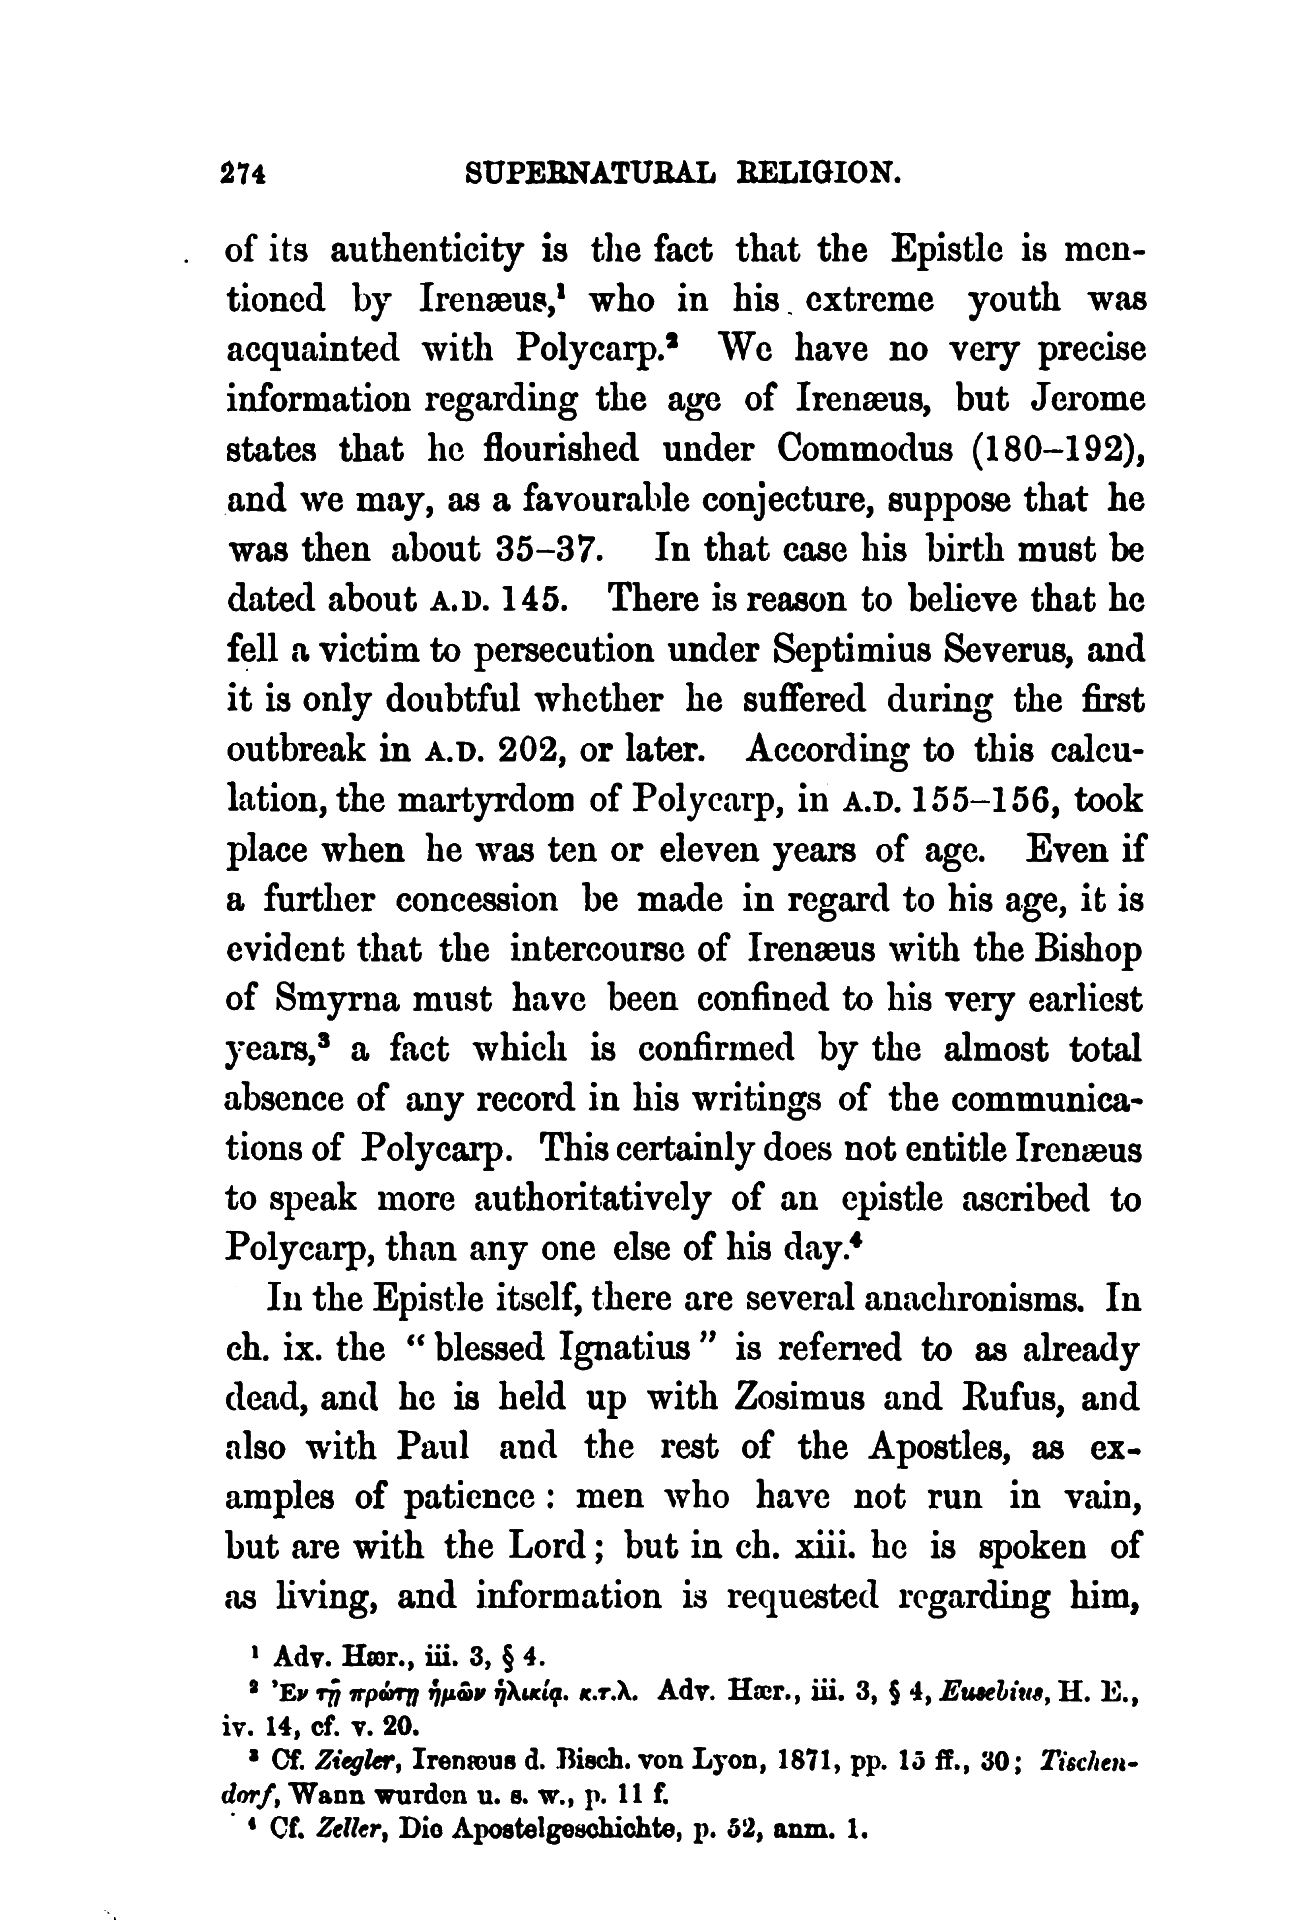 274 SUPERNATURAL RELIGION.
of its authenticity is the fact that the Epistle is men-
tioned by Irenæus,¹ who in his extreme youth was
acquainted with Polycarp.² We have no very precise
information regarding the age of Irenæus, but Jerome
states that he flourished under Commodus (180–192),
and we may, as a favourable conjecture, suppose that he
was then about 35–37. In that case his birth must be
dated about A.D. 145. There is reason to believe that he
fell a victim to persecution under Septimius Severus, and
it is only doubtful whether he suffered during the first
outbreak in A.D. 202, or later. According to this calcu-
lation, the martyrdom of Polycarp, in A.D. 155–156, took
place when he was ten or eleven years of age. Even if
a further concession be made in regard to his age, it is
evident that the intercourse of Irenæus with the Bishop
of Smyrna must have been confined to his very earliest
years,³ a fact which is confirmed by the almost total
absence of any record in his writings of the communica-
tions of Polycarp. This certainly does not entitle Irenæus
to speak more authoritatively of an epistle ascribed to
Polycarp, than any one else of his day.⁴
In the Epistle itself, there are several anachronisms. In
ch. ix. the “blessed Ignatius” is referred to as already
dead, and he is held up with Zosimus and Rufus, and
also with Paul and the rest of the Apostles, as ex-
amples of patience: men who have not run in vain,
but are with the Lord; but in ch. xiii. he is spoken of
as living, and information is requested regarding him,
¹ Adv. Hær., iii. 3, § 4.
² Ἐν τῇ πρώτῃ ἡμῶν ἡλικίᾳ. κ.τ.λ. Adv. Hær., iii. 3, § 4, Eusebius, H. E.,
iv. 14, cf. v. 20.
³ Cf. Ziegler, Irenæus d. Bisch. von Lyon, 1871, pp. 15 ff., 30; Tischen-
dorf, Wann wurden u. s. w., p. 11 f.
⁴ Cf. Zeller, Die Apostelgeschichte, p. 52, anm. 1.